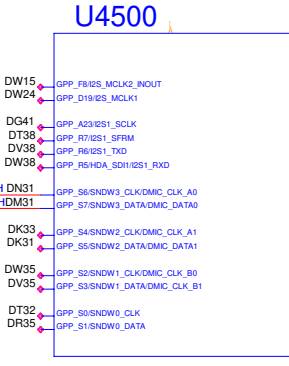 U4500
DW15 GPP_F8/I2S_MCLK2_INOUT
DW24 GPP_D19/I2S_MCLK1
DG41 GPP_A23/I2S1_SCLK
DT38 GPP_R7/I2S1_SFRM
DV38 GPP_R6/I2S1_TXD
DW38 GPP_R5/HDA_SDI1/I2S1_RXD
H DN31 GPP_S6/SNDW3_CLK/DMIC_CLK_A0
HDM31 GPP_S7/SNDW3_DATA/DMIC_DATA0
DK33 GPP_S4/SNDW2_CLK/DMIC_CLK_A1
DK31 GPP_S5/SNDW2_DATA/DMIC_DATA1
DW35 GPP_S2/SNDW1_CLK/DMIC_CLK_B0
DV35 GPP_S3/SNDW1_DATA/DMIC_CLK_B1
DT32 GPP_S0/SNDW0_CLK
DR35 GPP_S1/SNDW0_DATA